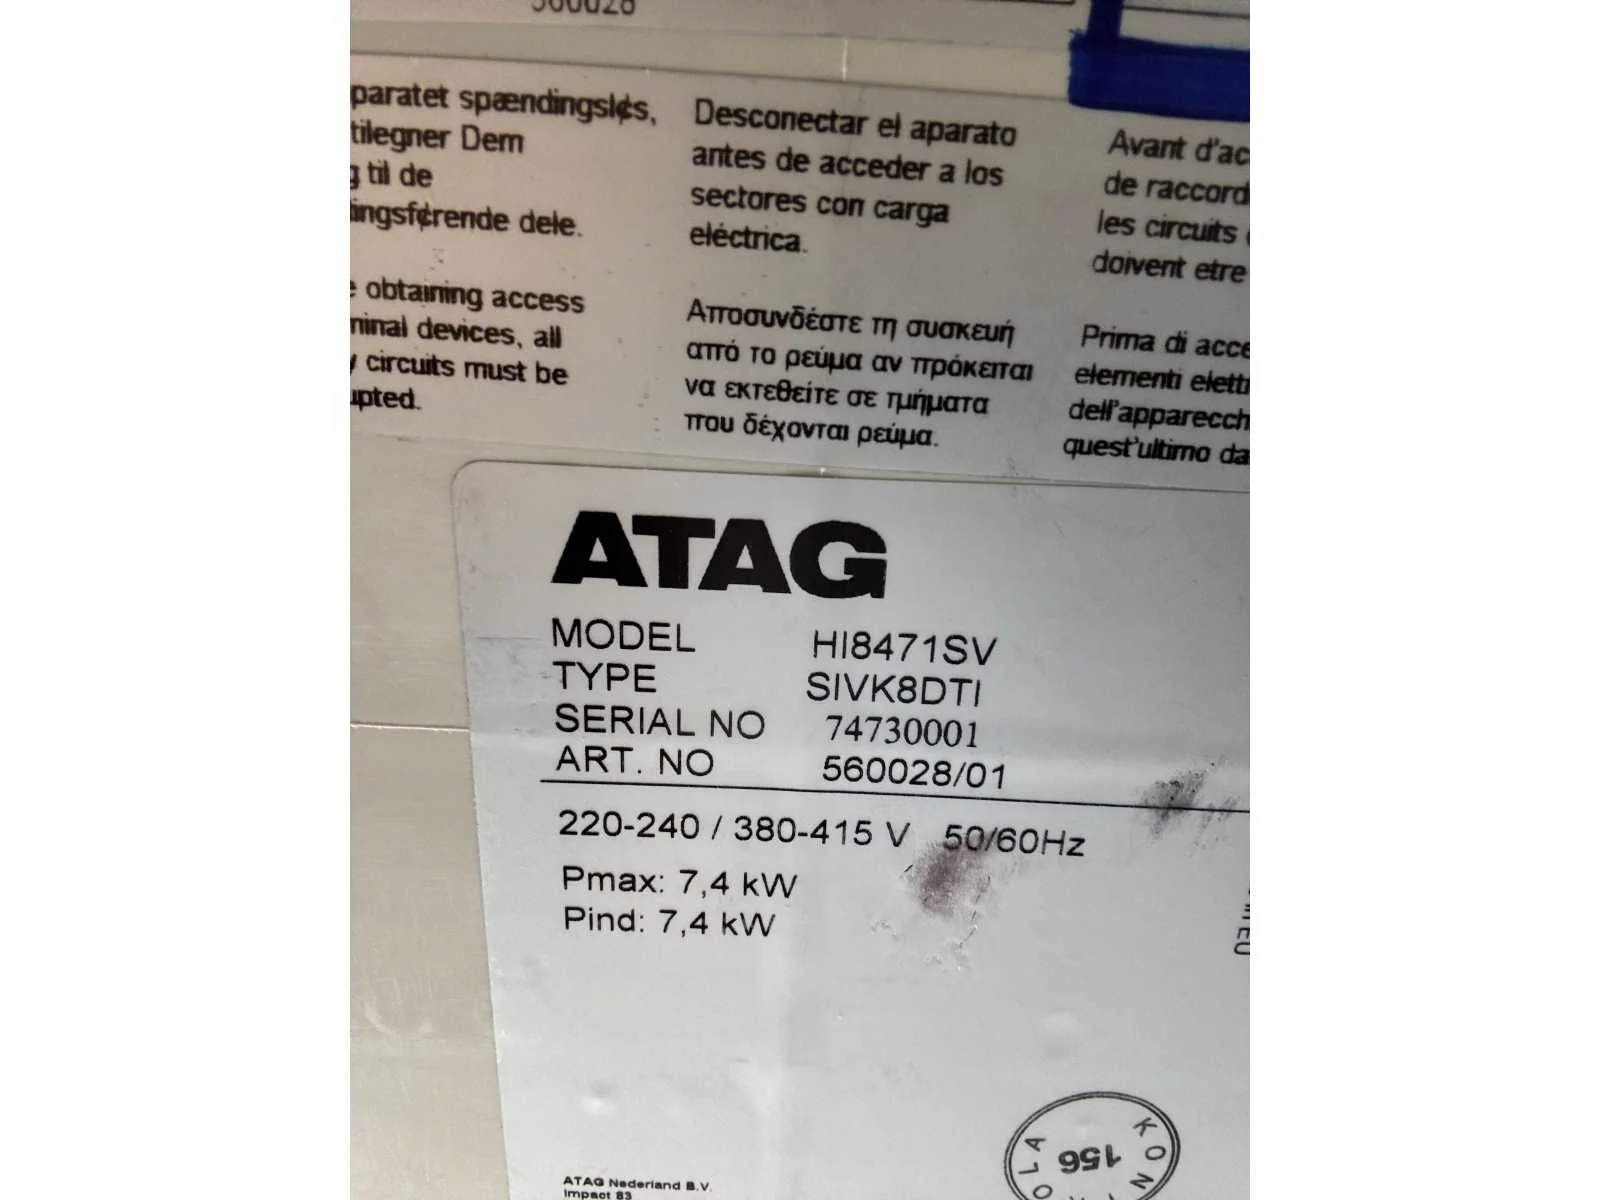 560028
paratet spændingsløs,
tilegner Dem
g til de
ingsførende dele.
Desconectar el aparato
antes de acceder a los
sectores con carga
eléctrica.
Avant d'ac
de raccord
les circuits
doivent etre
obtaining access
minal devices, all
y circuits must be
upted.
Αποσυνδέστε τη συσκευή
από το ρεύμα αν πρόκειται
να εκτεθείτε σε τμήματα
που δέχονται ρεύμα.
Prima di acce
elementi elettr
dell'apparecch
quest'ultimo da
ATAG
MODEL HI8471SV
TYPE SIVK8DTI
SERIAL NO 74730001
ART. NO 560028/01
220-240 / 380-415 V 50/60Hz
Pmax: 7,4 kW
Pind: 7,4 kW
ATAG Nederland B.V.
Impact 83
156